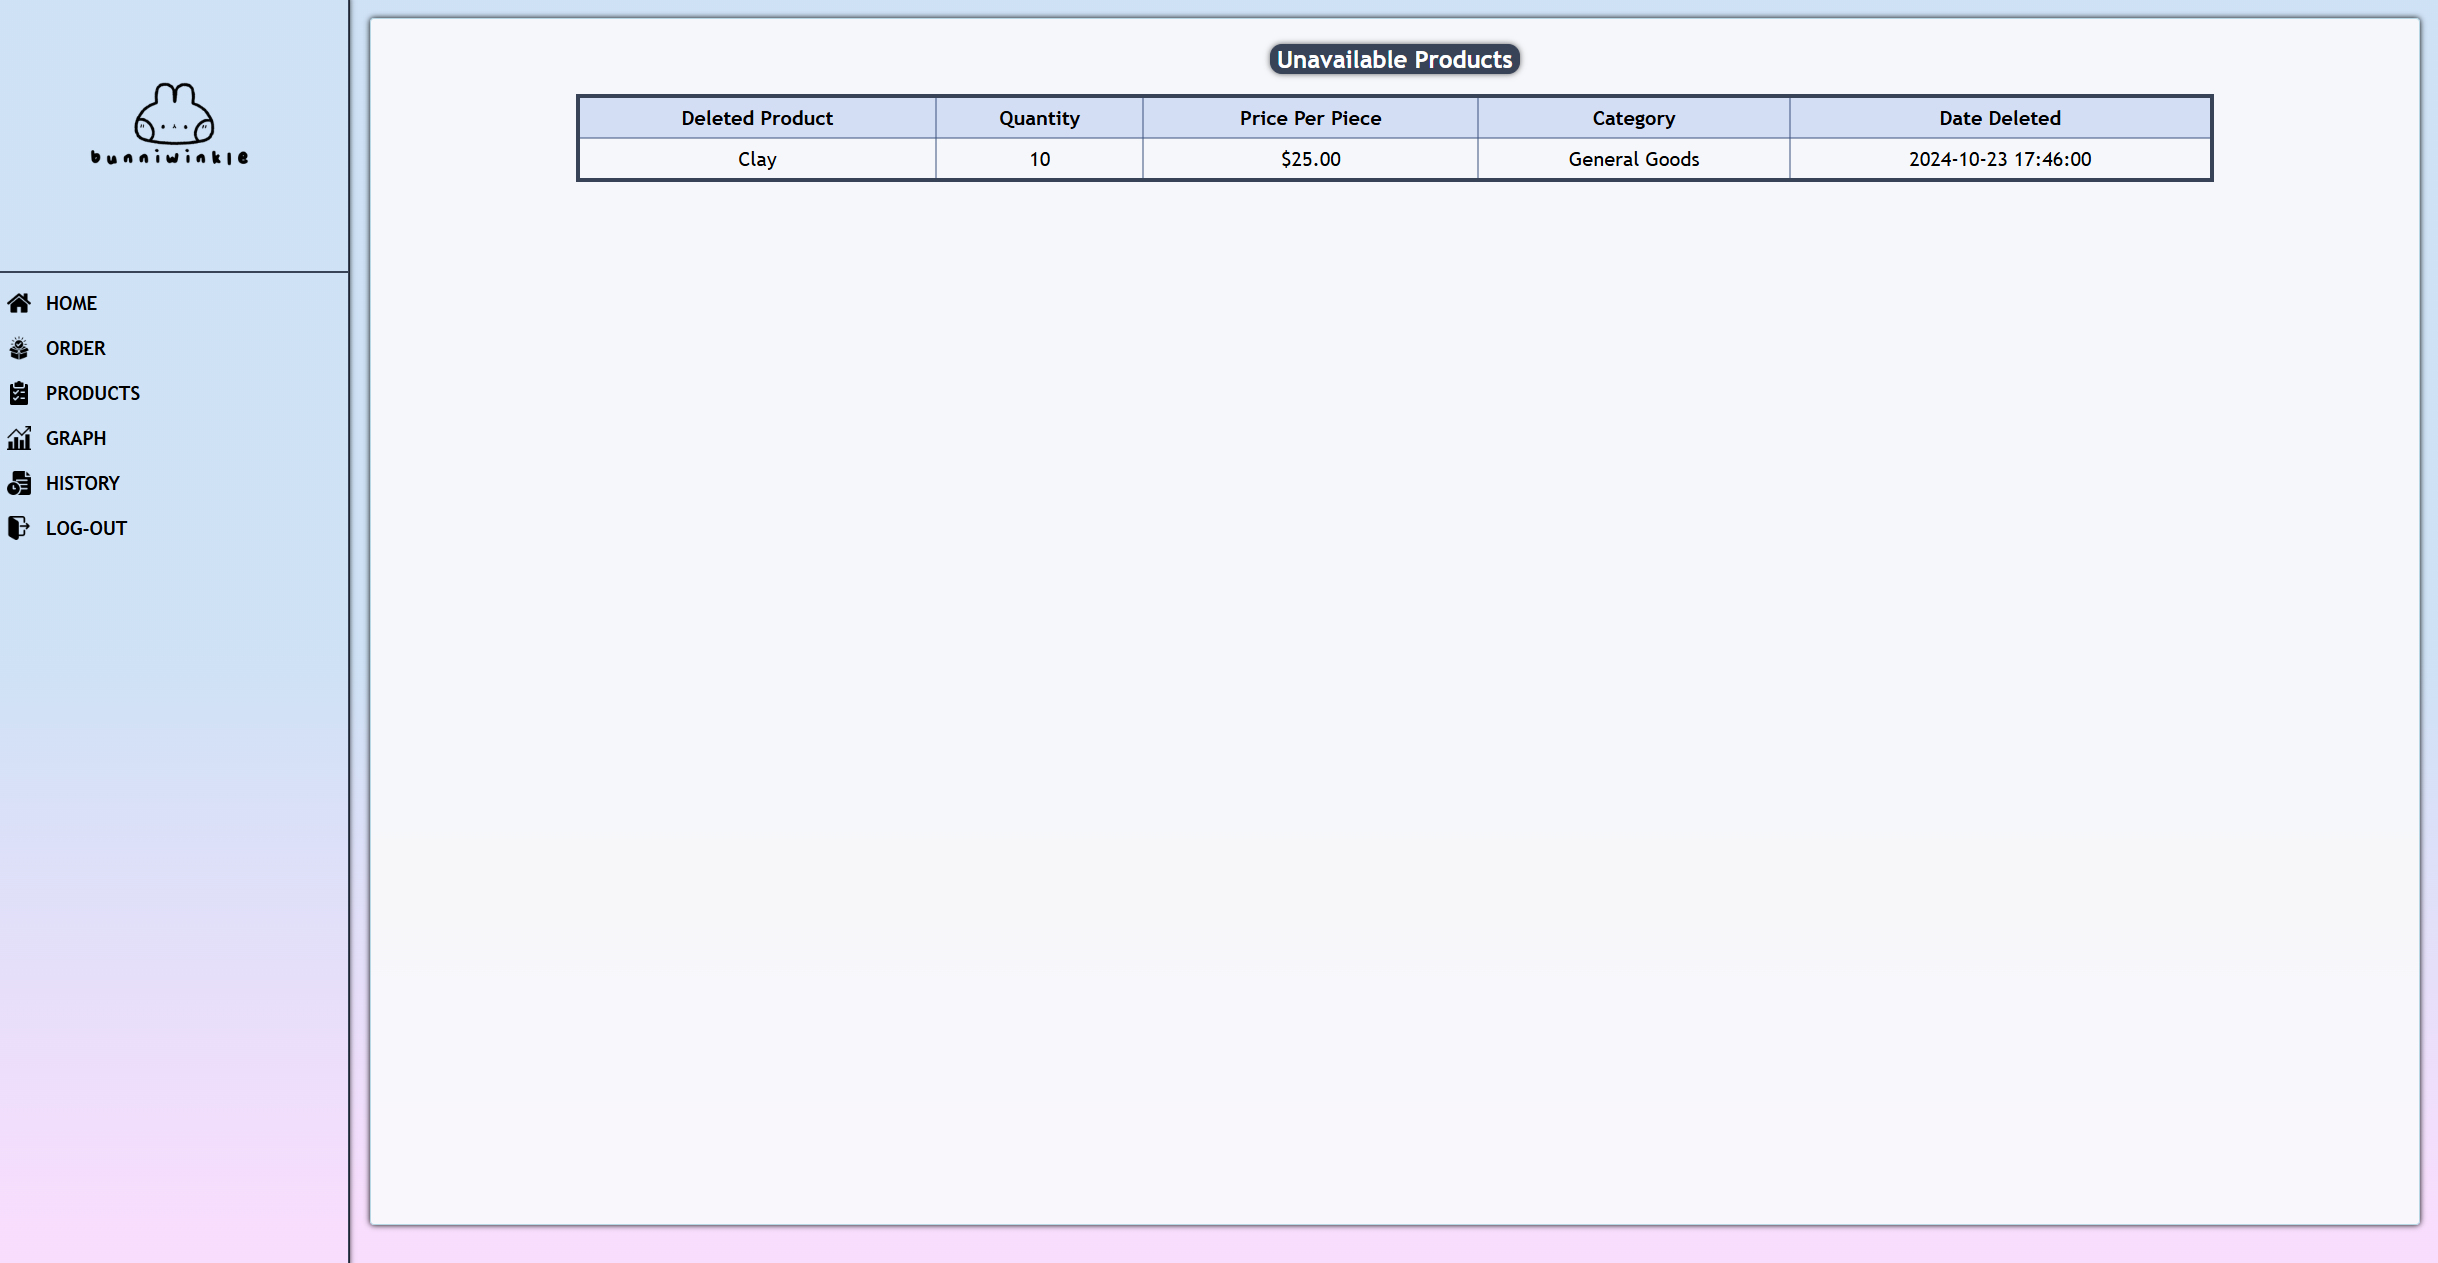 bunniwinkle
HOME
ORDER
PRODUCTS
GRAPH
HISTORY
LOG-OUT
Unavailable Products
Deleted Product Quantity Price Per Piece Category Date Deleted
Clay 10 $25.00 General Goods 2024-10-23 17:46:00